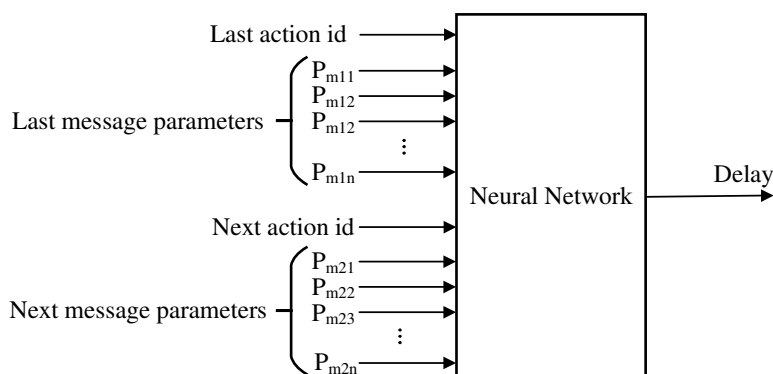 Last action id
Last message parameters
Pm11
Pm12
Pm12
⋮
Pm1n
Next action id
Next message parameters
Pm21
Pm22
Pm23
⋮
Pm2n
Neural Network
Delay